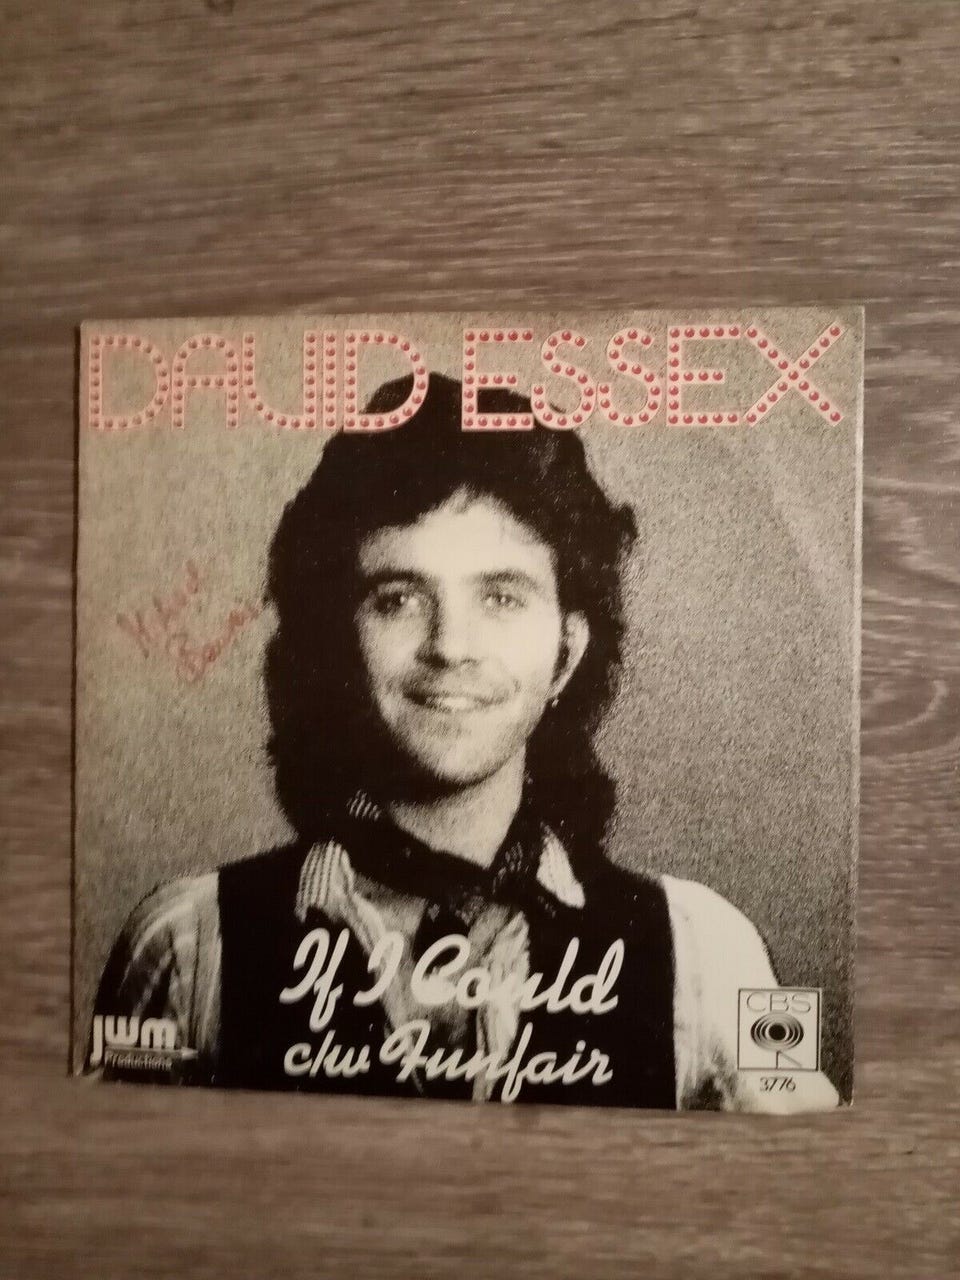 DAVID ESSEX
If I Could
c/w Funfair
jwm
Productions
CBS
3776